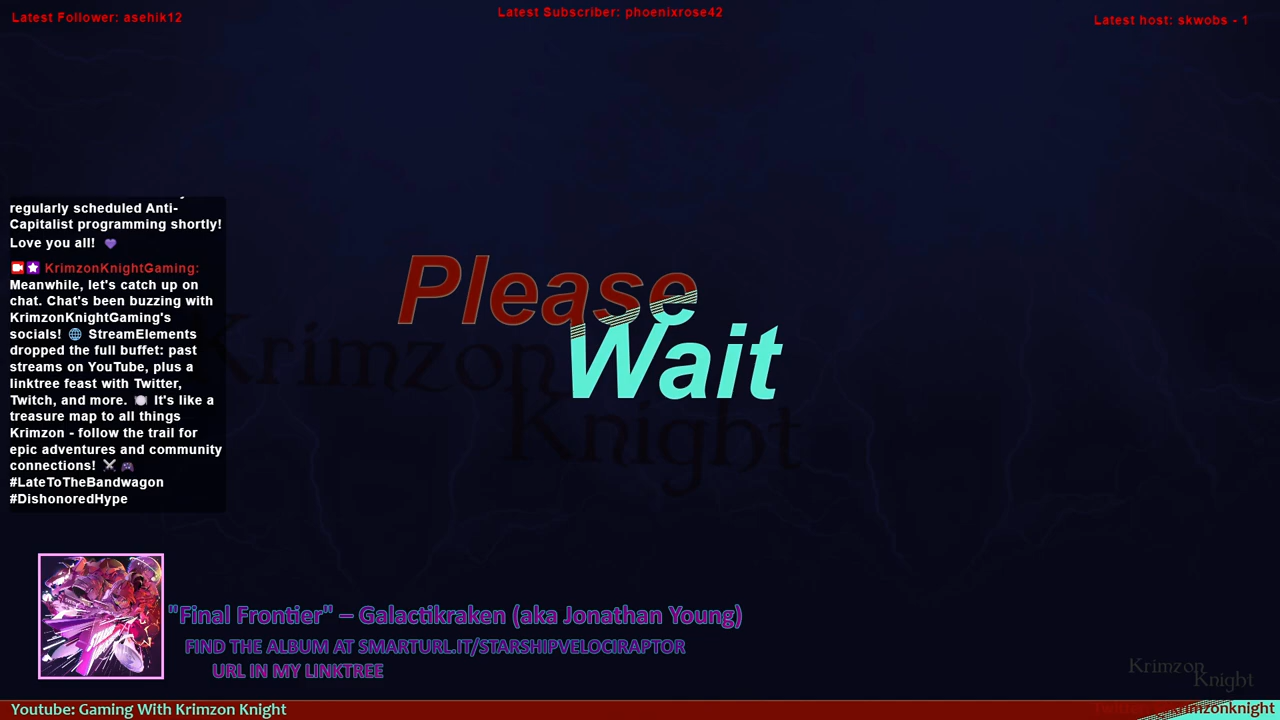 Latest Follower: asehik12
Latest Subscriber: phoenixrose42
Latest host: skwobs - 1
regularly scheduled Anti-
Capitalist programming shortly!
Love you all! 💜
KrimzonKnightGaming:
Meanwhile, let's catch up on
chat. Chat's been buzzing with
KrimzonKnightGaming's
socials! 🌐 StreamElements
dropped the full buffet: past
streams on YouTube, plus a
linktree feast with Twitter,
Twitch, and more. 🍽️ It's like a
treasure map to all things
Krimzon - follow the trail for
epic adventures and community
connections! ⚔️ 🎮
#LateToTheBandwagon
#DishonoredHype
Please
Wait
Krimzon
Knight
"Final Frontier" – Galactikraken (aka Jonathan Young)
FIND THE ALBUM AT SMARTURL.IT/STARSHIPVELOCIRAPTOR
URL IN MY LINKTREE
Krimzon
Knight
Youtube: Gaming With Krimzon Knight
Twitter: krimzonknight